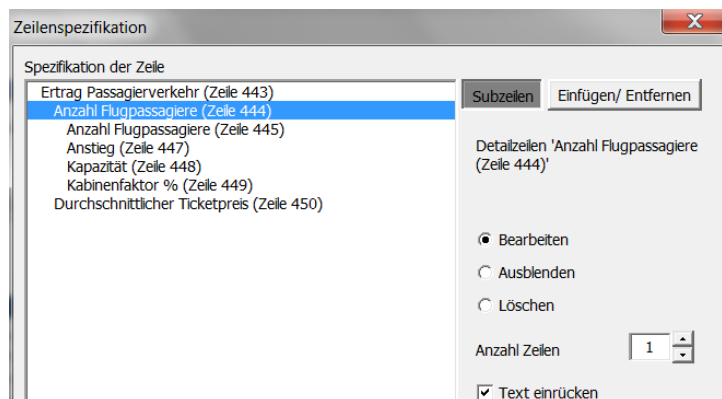 Zeilenspezifikation
Spezifikation der Zeile
Ertrag Passagierverkehr (Zeile 443)
Anzahl Flugpassagiere (Zeile 444)
Anzahl Flugpassagiere (Zeile 445)
Anstieg (Zeile 447)
Kapazität (Zeile 448)
Kabinenfaktor % (Zeile 449)
Durchschnittlicher Ticketpreis (Zeile 450)
Subzeilen
Einfügen/ Entfernen
Detailzeilen 'Anzahl Flugpassagiere
(Zeile 444)'
Bearbeiten
Ausblenden
Löschen
Anzahl Zeilen
1
Text einrücken